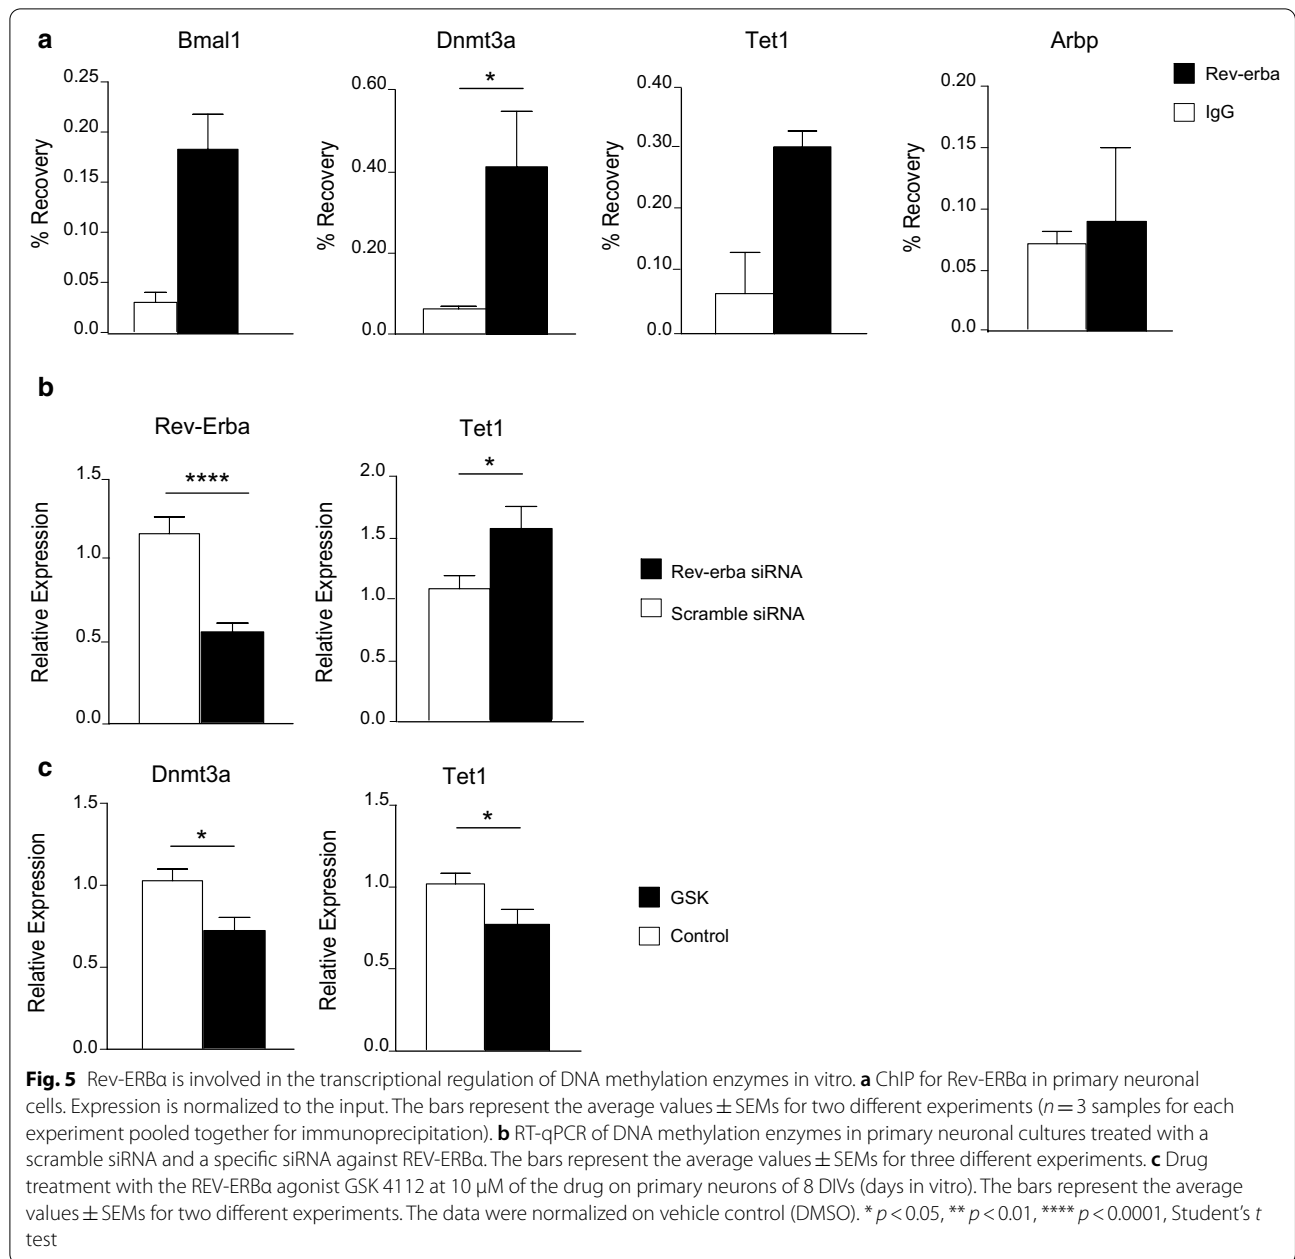 a
Bmal1
Dnmt3a
Tet1
Arbp
% Recovery
0.25
0.20
0.15
0.10
0.05
0.0
% Recovery
0.60
0.40
0.20
0.0
*
% Recovery
0.40
0.30
0.20
0.10
0.0
% Recovery
0.20
0.15
0.10
0.05
0.0
Rev-erba
IgG
b
Rev-Erba
Tet1
Relative Expression
1.5
1.0
0.5
0.0
****
Relative Expression
2.0
1.5
1.0
0.5
0.0
*
Rev-erba siRNA
Scramble siRNA
c
Dnmt3a
Tet1
Relative Expression
1.5
1.0
0.5
0.0
*
Relative Expression
1.5
1.0
0.5
0.0
*
GSK
Control
Fig. 5 Rev-ERBα is involved in the transcriptional regulation of DNA methylation enzymes in vitro. a ChIP for Rev-ERBα in primary neuronal
cells. Expression is normalized to the input. The bars represent the average values ± SEMs for two different experiments (n = 3 samples for each
experiment pooled together for immunoprecipitation). b RT-qPCR of DNA methylation enzymes in primary neuronal cultures treated with a
scramble siRNA and a specific siRNA against REV-ERBα. The bars represent the average values ± SEMs for three different experiments. c Drug
treatment with the REV-ERBα agonist GSK 4112 at 10 μM of the drug on primary neurons of 8 DIVs (days in vitro). The bars represent the average
values ± SEMs for two different experiments. The data were normalized on vehicle control (DMSO). * p < 0.05, ** p < 0.01, **** p < 0.0001, Student's t
test